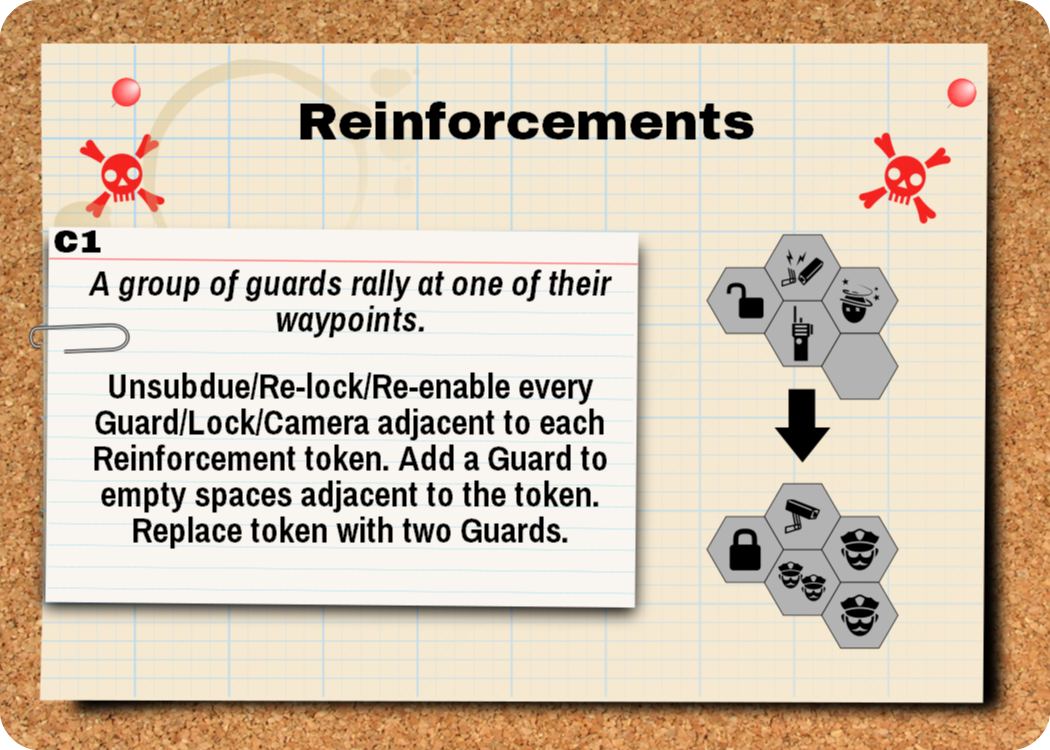 Reinforcements
C1
A group of guards rally at one of their
waypoints.
Unsubdue/Re-lock/Re-enable every
Guard/Lock/Camera adjacent to each
Reinforcement token. Add a Guard to
empty spaces adjacent to the token.
Replace token with two Guards.